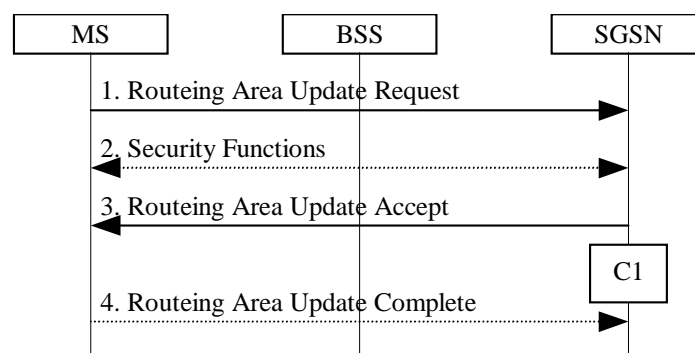 MS BSS SGSN
1. Routeing Area Update Request
2. Security Functions
3. Routeing Area Update Accept
C1
4. Routeing Area Update Complete